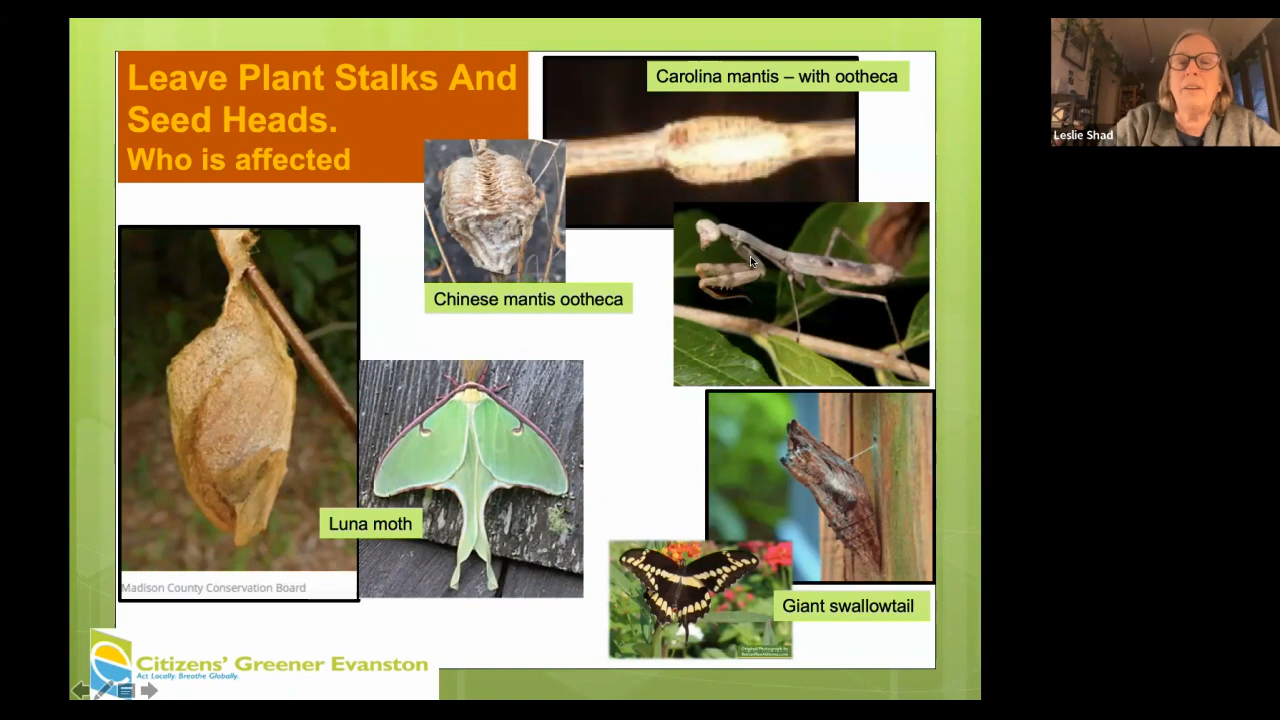 Leave Plant Stalks And
Seed Heads.
Who is affected
Carolina mantis – with ootheca
Leslie Shad
Chinese mantis ootheca
Luna moth
Madison County Conservation Board
Giant swallowtail
Citizens' Greener Evanston
Act Locally. Breathe Globally.